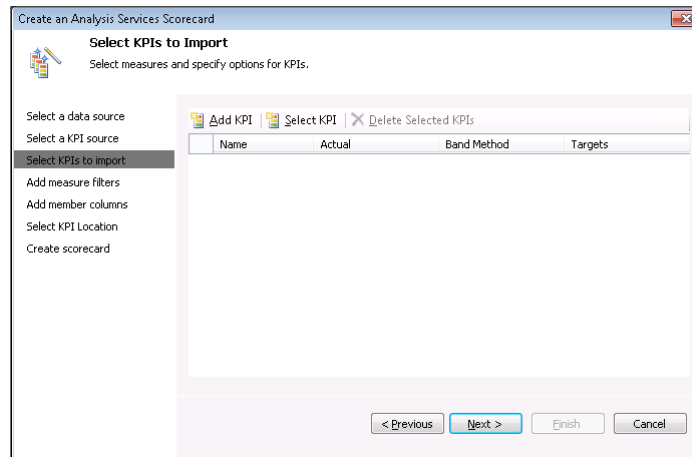 Create an Analysis Services Scorecard
Select KPIs to Import
Select measures and specify options for KPIs.
Select a data source
Select a KPI source
Select KPIs to import
Add measure filters
Add member columns
Select KPI Location
Create scorecard
Add KPI Select KPI Delete Selected KPIs
Name Actual Band Method Targets
< Previous Next > Finish Cancel